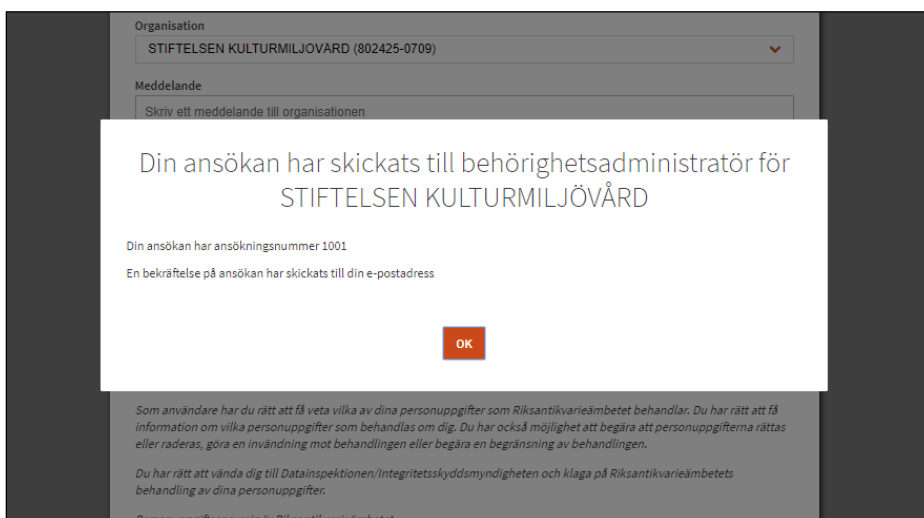 Organisation
STIFTELSEN KULTURMILJOVARD (802425-0709)
Meddelande
Skriv ett meddelande till organisationen
Din ansökan har skickats till behörighetsadministratör för
STIFTELSEN KULTURMILJÖVÅRD
Din ansökan har ansökningsnummer 1001
En bekräftelse på ansökan har skickats till din e-postadress
OK
Som användare har du rätt att få veta vilka av dina personuppgifter som Riksantikvarieämbetet behandlar. Du har rätt att få
information om vilka personuppgifter som behandlas om dig. Du har också möjlighet att begära att personuppgifterna rättas
eller raderas, göra en invändning mot behandlingen eller begära en begränsning av behandlingen.
Du har rätt att vända dig till Datainspektionen/Integritetsskyddsmyndigheten och klaga på Riksantikvarieämbetets
behandling av dina personuppgifter.